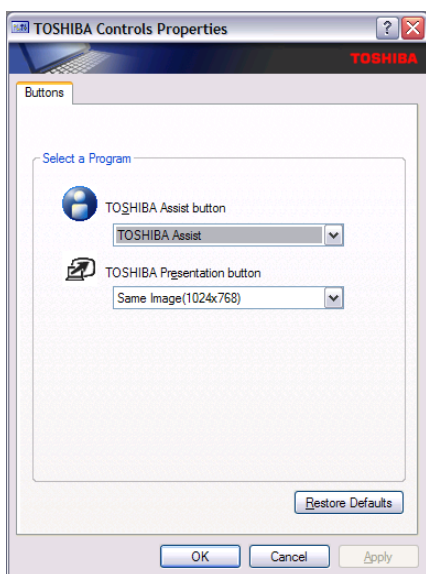 TOSHIBA Controls Properties
TOSHIBA
Buttons
Select a Program
TOSHIBA Assist button
TOSHIBA Assist
TOSHIBA Presentation button
Same Image(1024x768)
Restore Defaults
OK Cancel Apply